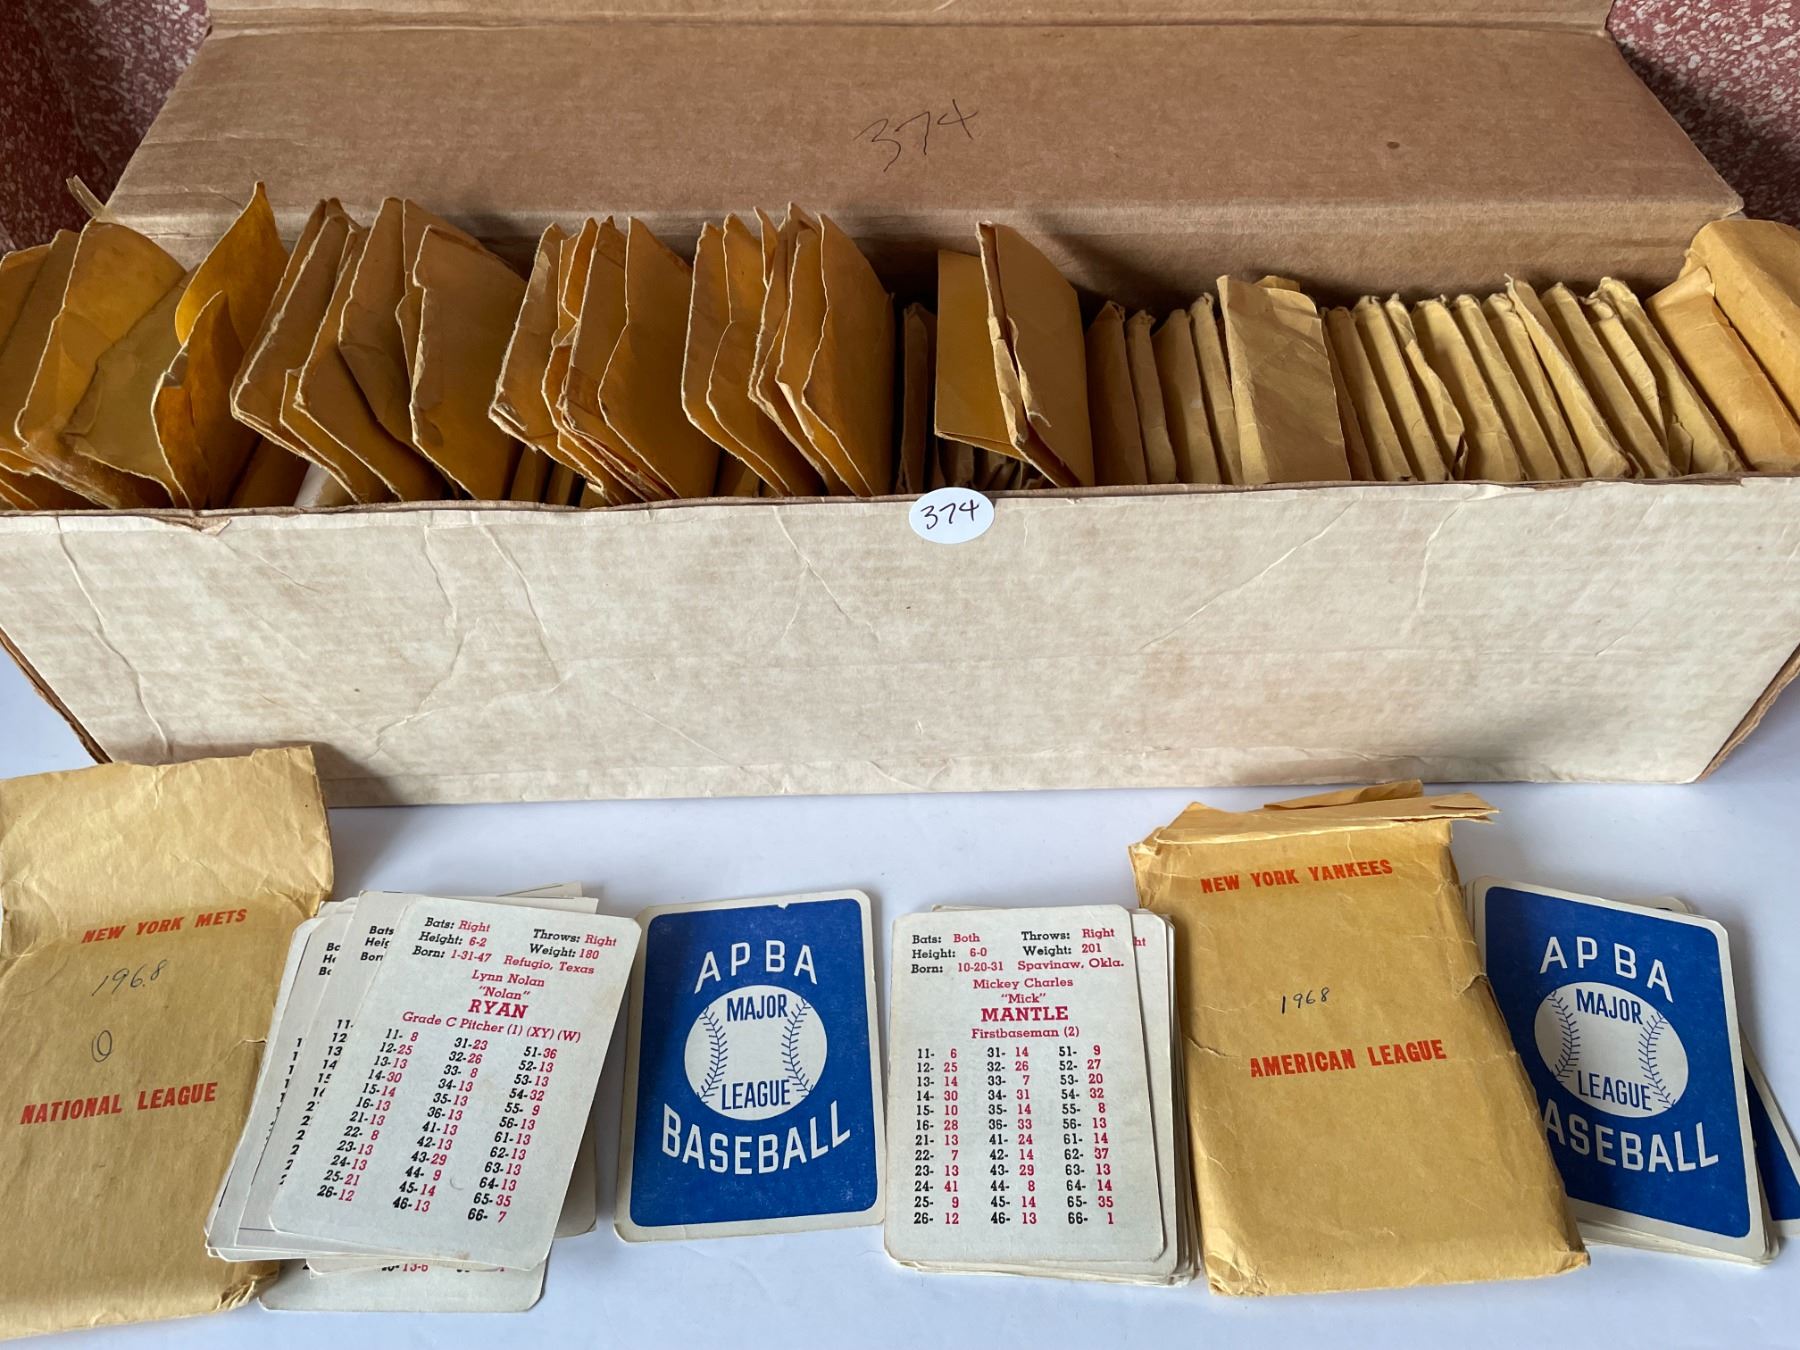 374
374
NEW YORK METS
1968
O
NATIONAL LEAGUE
Bats: Right Throws: Right
Height: 6-2 Weight: 180
Born: 1-31-47 Refugio, Texas
Lynn Nolan
"Nolan"
RYAN
Grade C Pitcher (1) (XY) (W)
11- 8 31-23 51-36
12-25 32-26 52-13
13-13 33- 8 53-13
14-30 34-13 54-32
15-14 35-13 55- 9
16-13 36-13 56-13
21-13 41-13 61-13
22- 8 42-13 62-13
23-13 43-29 63-13
24-13 44- 9 64-13
25-21 45-14 65-35
26-12 46-13 66- 7
APBA
MAJOR
LEAGUE
BASEBALL
Bats: Both Throws: Right
Height: 6-0 Weight: 201
Born: 10-20-31 Spavinaw, Okla.
Mickey Charles
"Mick"
MANTLE
Firstbaseman (2)
11- 6 31- 14 51- 9
12- 25 32- 26 52- 27
13- 14 33- 7 53- 20
14- 30 34- 31 54- 32
15- 10 35- 14 55- 8
16- 28 36- 33 56- 13
21- 13 41- 24 61- 14
22- 7 42- 14 62- 37
23- 13 43- 29 63- 13
24- 41 44- 8 64- 14
25- 9 45- 14 65- 35
26- 12 46- 13 66- 1
NEW YORK YANKEES
1968
AMERICAN LEAGUE
APBA
MAJOR
LEAGUE
ASEBALL